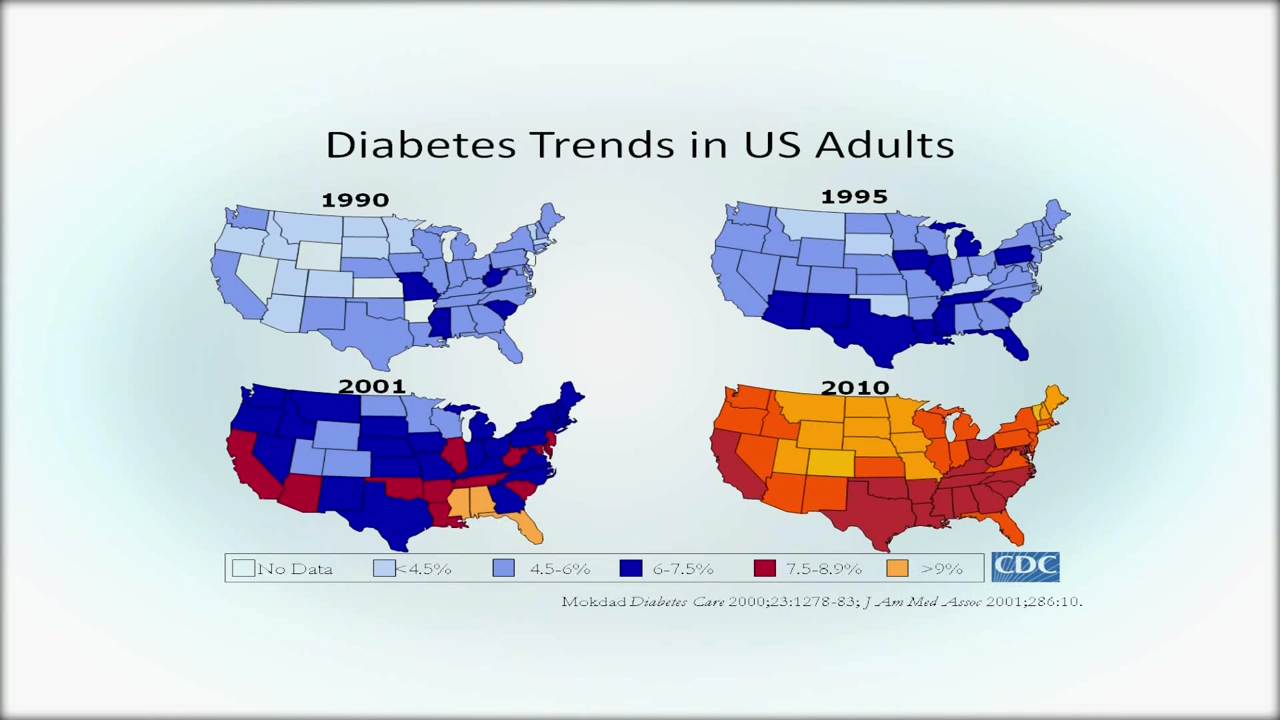 Diabetes Trends in US Adults
1990
1995
2001
2010
No Data <4.5% 4.5-6% 6-7.5% 7.5-8.9% >9% CDC
Mokdad Diabetes Care 2000;23:1278-83; J Am Med Assoc 2001;286:10.